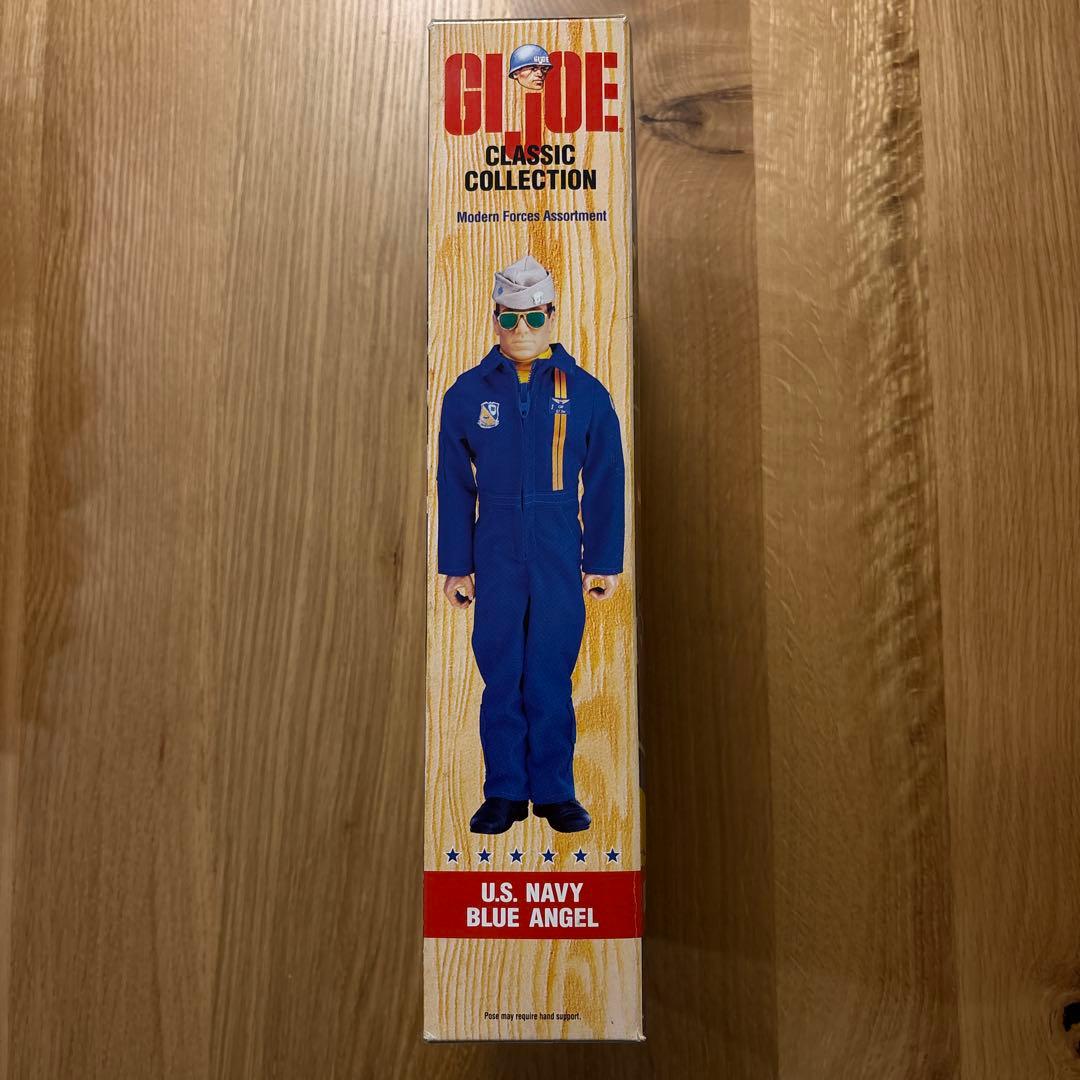 GI JOE
CLASSIC
COLLECTION
Modern Forces Assortment
U.S. NAVY
BLUE ANGEL
Pose may require hand support.